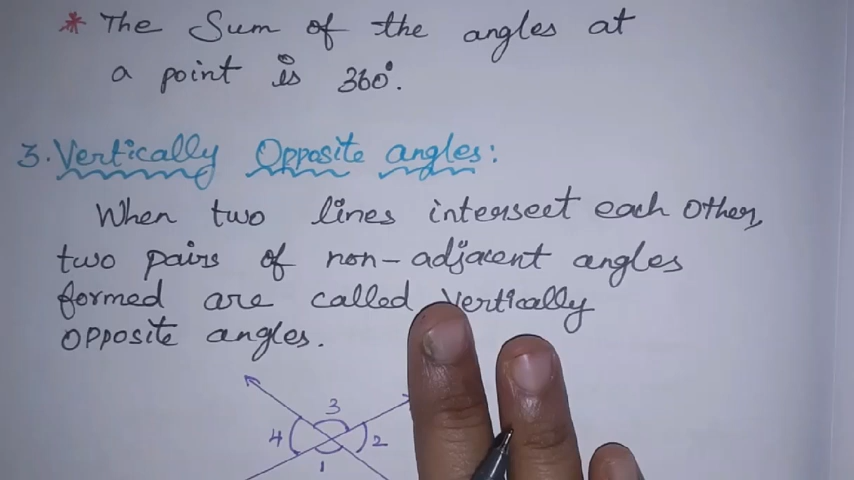 * The Sum of the angles at
a point is 360°.
3. Vertically Opposite angles:
When two lines intersect each other,
two pairs of non-adjacent angles
formed are called Vertically
opposite angles.
3
4 2
1